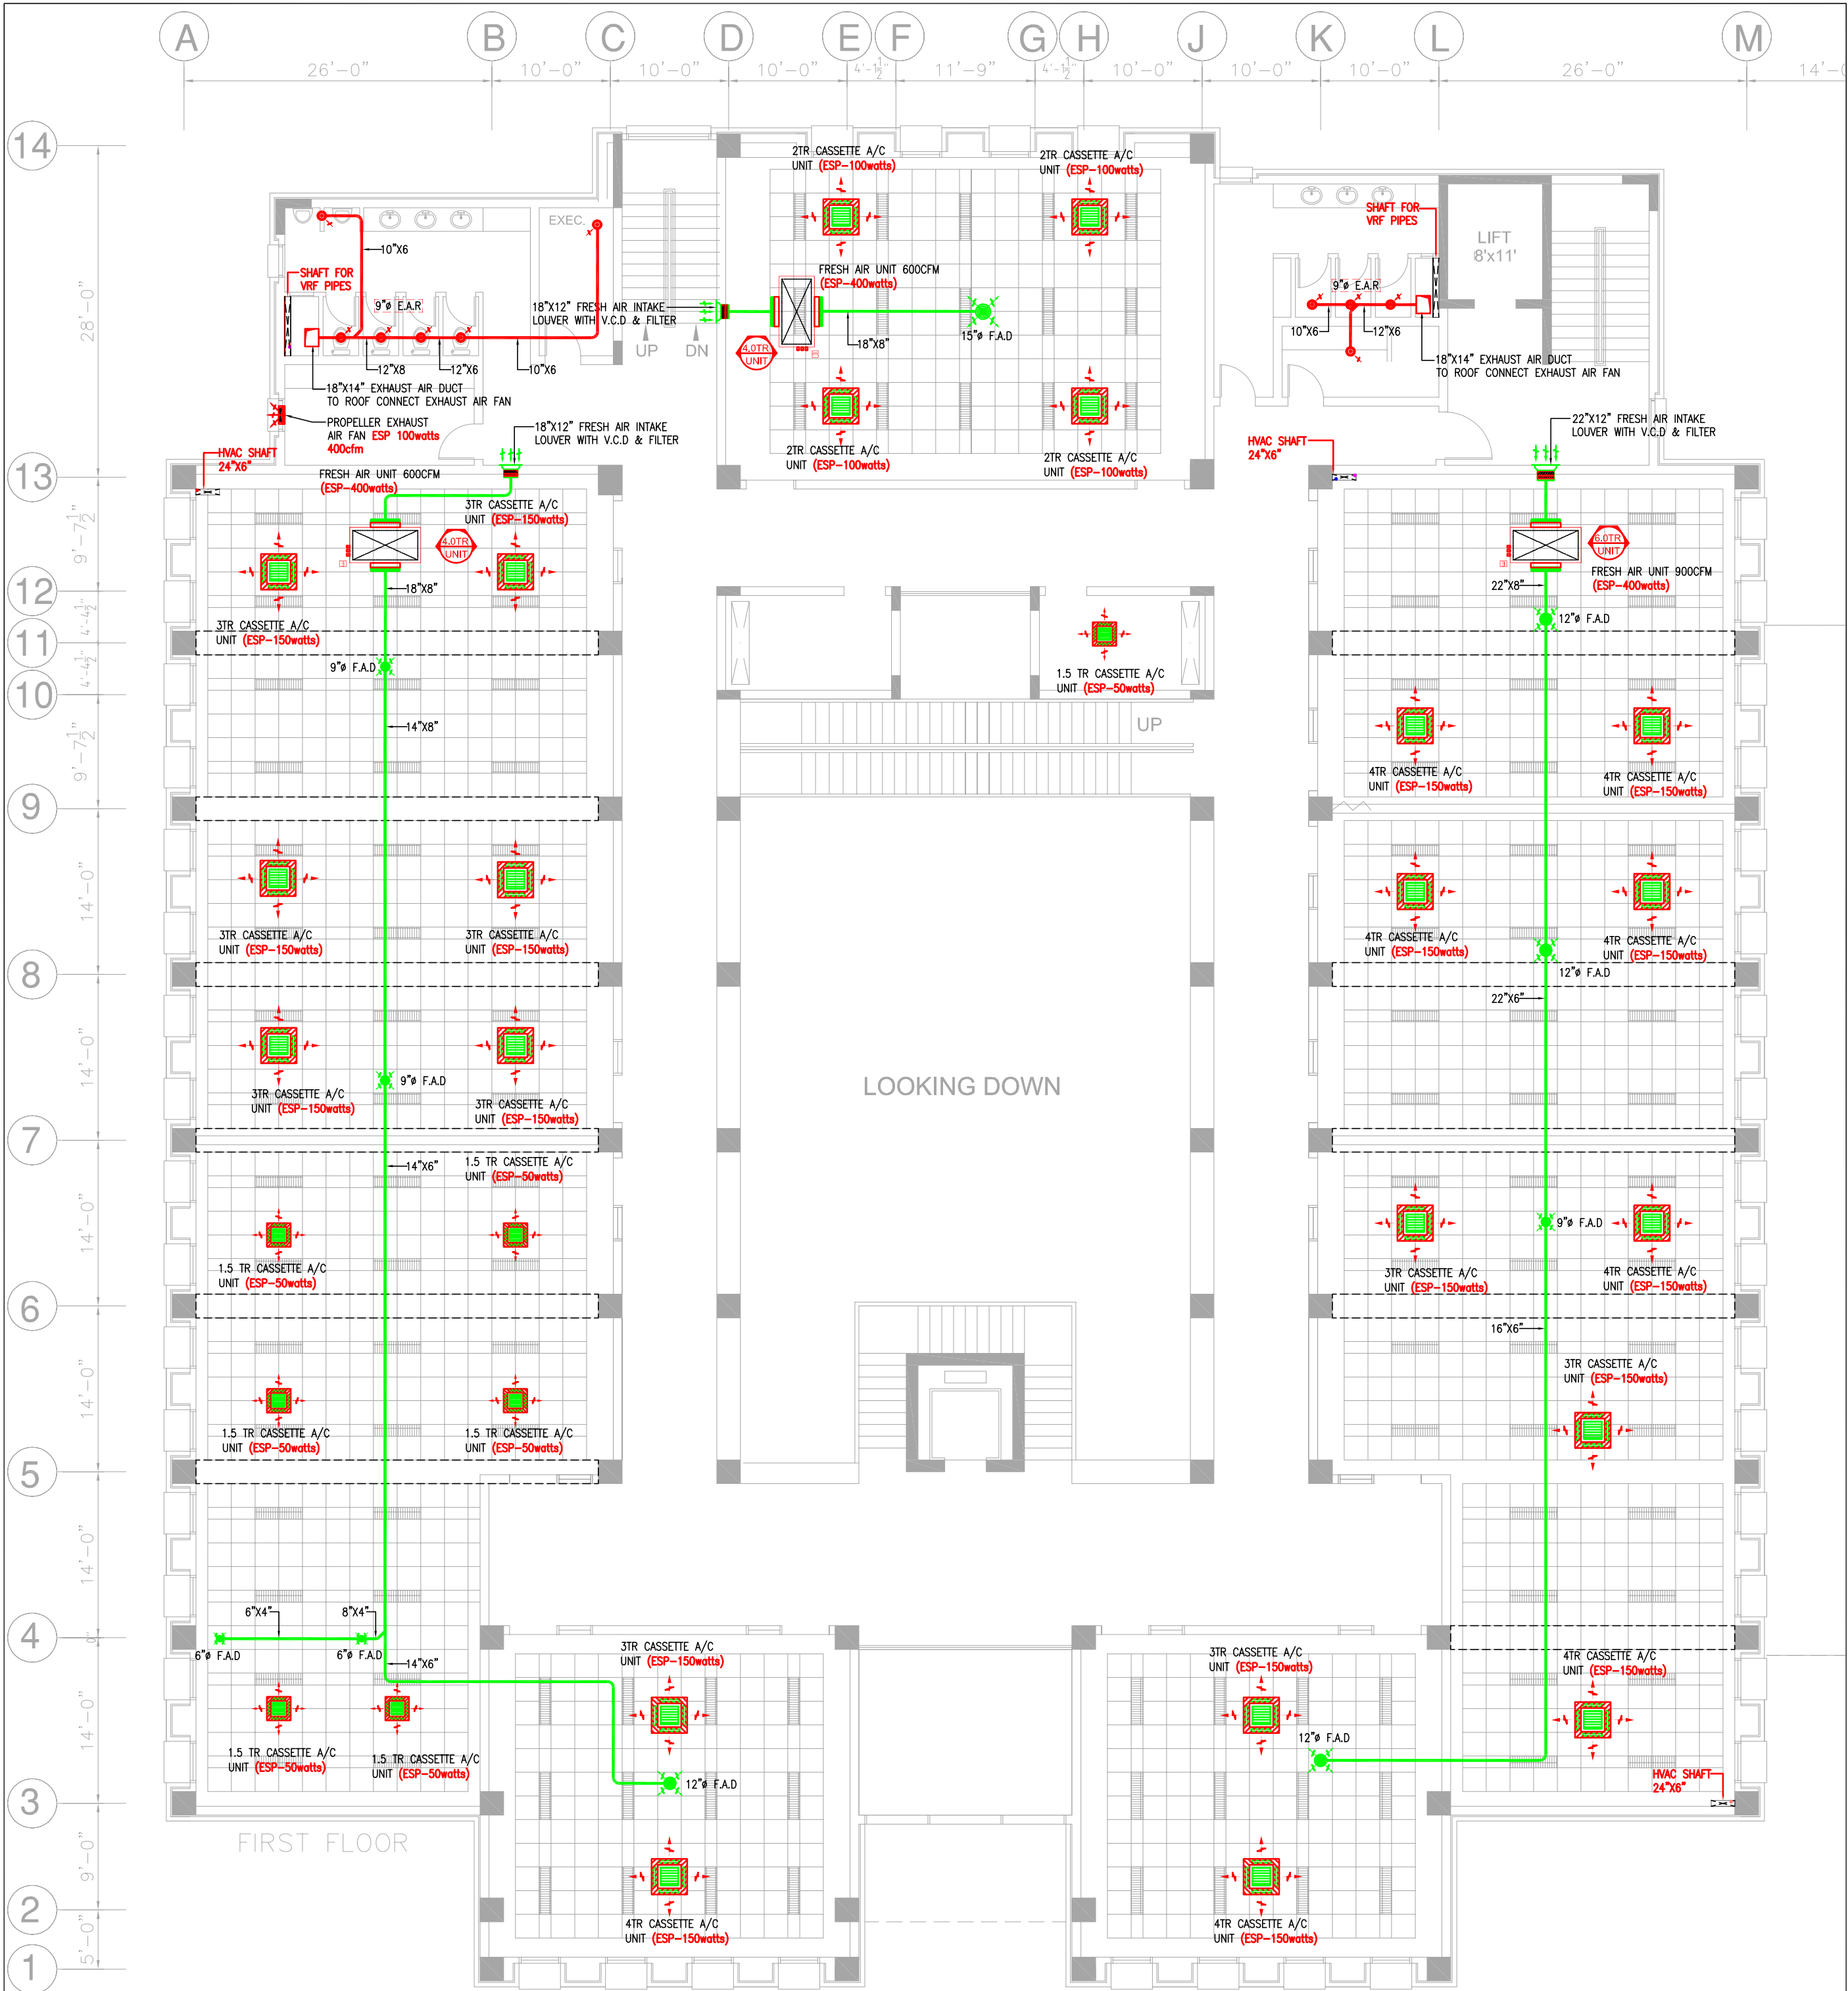 A
B
C
D
E
F
G
H
J
K
L
M
26'-0"
10'-0"
10'-0"
10'-0"
4'-1½"
11'-9"
4'-1½"
10'-0"
10'-0"
10'-0"
26'-0"
14
28'-0"
13
9'-7½"
12
4'-4½"
11
4'-4½"
10
9'-7½"
9
14'-0"
8
14'-0"
7
14'-0"
6
14'-0"
5
14'-0"
4
14'-0"
3
9'-0"
2
5'-0"
1
10"X6
SHAFT FOR
VRF PIPES
9"ø E.A.R
EXEC.
12"X8
12"X6
10"X6
18"X14" EXHAUST AIR DUCT
TO ROOF CONNECT EXHAUST AIR FAN
PROPELLER EXHAUST
AIR FAN ESP 100watts
400cfm
18"X12" FRESH AIR INTAKE
LOUVER WITH V.C.D & FILTER
UP
DN
2TR CASSETTE A/C
UNIT (ESP-100watts)
2TR CASSETTE A/C
UNIT (ESP-100watts)
FRESH AIR UNIT 600CFM
(ESP-400watts)
4.0TR
UNIT
18"X8"
15"ø F.A.D
2TR CASSETTE A/C
UNIT (ESP-100watts)
2TR CASSETTE A/C
UNIT (ESP-100watts)
SHAFT FOR
VRF PIPES
LIFT
8'x11'
9"ø E.A.R
10"X6
12"X6
18"X14" EXHAUST AIR DUCT
TO ROOF CONNECT EXHAUST AIR FAN
18"X12" FRESH AIR INTAKE
LOUVER WITH V.C.D & FILTER
22"X12" FRESH AIR INTAKE
LOUVER WITH V.C.D & FILTER
HVAC SHAFT
24"X6"
FRESH AIR UNIT 600CFM
(ESP-400watts)
3TR CASSETTE A/C
UNIT (ESP-150watts)
4.0TR
UNIT
18"X8"
3TR CASSETTE A/C
UNIT (ESP-150watts)
9"ø F.A.D
14"X8"
3TR CASSETTE A/C
UNIT (ESP-150watts)
3TR CASSETTE A/C
UNIT (ESP-150watts)
9"ø F.A.D
3TR CASSETTE A/C
UNIT (ESP-150watts)
3TR CASSETTE A/C
UNIT (ESP-150watts)
14"X6"
1.5 TR CASSETTE A/C
UNIT (ESP-50watts)
1.5 TR CASSETTE A/C
UNIT (ESP-50watts)
1.5 TR CASSETTE A/C
UNIT (ESP-50watts)
1.5 TR CASSETTE A/C
UNIT (ESP-50watts)
6"X4"
8"X4"
6"ø F.A.D
6"ø F.A.D
14"X6"
1.5 TR CASSETTE A/C
UNIT (ESP-50watts)
1.5 TR CASSETTE A/C
UNIT (ESP-50watts)
FIRST FLOOR
1.5 TR CASSETTE A/C
UNIT (ESP-50watts)
UP
LOOKING DOWN
3TR CASSETTE A/C
UNIT (ESP-150watts)
12"ø F.A.D
4TR CASSETTE A/C
UNIT (ESP-150watts)
3TR CASSETTE A/C
UNIT (ESP-150watts)
12"ø F.A.D
4TR CASSETTE A/C
UNIT (ESP-150watts)
HVAC SHAFT
24"X6"
6.0TR
UNIT
FRESH AIR UNIT 900CFM
(ESP-400watts)
22"X8"
12"ø F.A.D
4TR CASSETTE A/C
UNIT (ESP-150watts)
4TR CASSETTE A/C
UNIT (ESP-150watts)
4TR CASSETTE A/C
UNIT (ESP-150watts)
4TR CASSETTE A/C
UNIT (ESP-150watts)
12"ø F.A.D
22"X6"
9"ø F.A.D
3TR CASSETTE A/C
UNIT (ESP-150watts)
4TR CASSETTE A/C
UNIT (ESP-150watts)
16"X6"
3TR CASSETTE A/C
UNIT (ESP-150watts)
4TR CASSETTE A/C
UNIT (ESP-150watts)
HVAC SHAFT
24"X6"